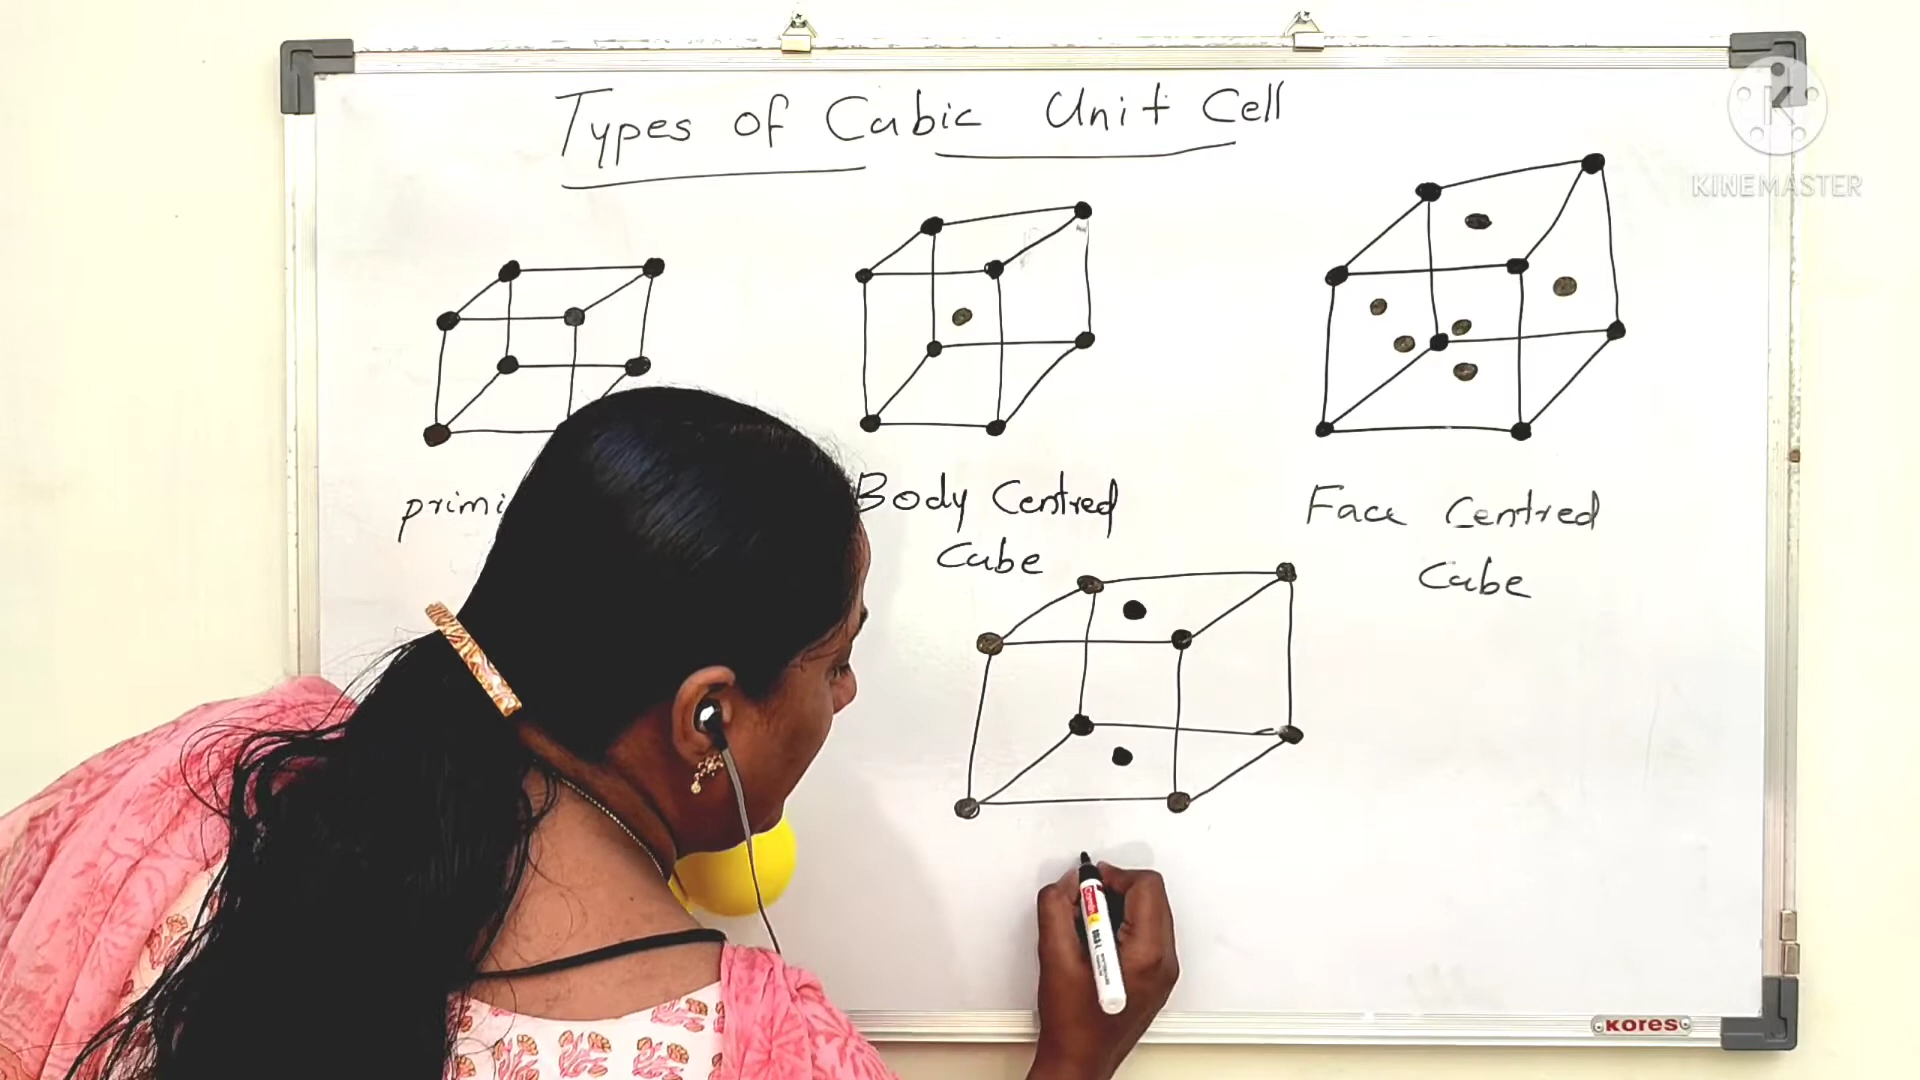 Types of Cubic Unit Cell
KINEMASTER
Body Centred
Cube
Face Centred
Cube
KORES